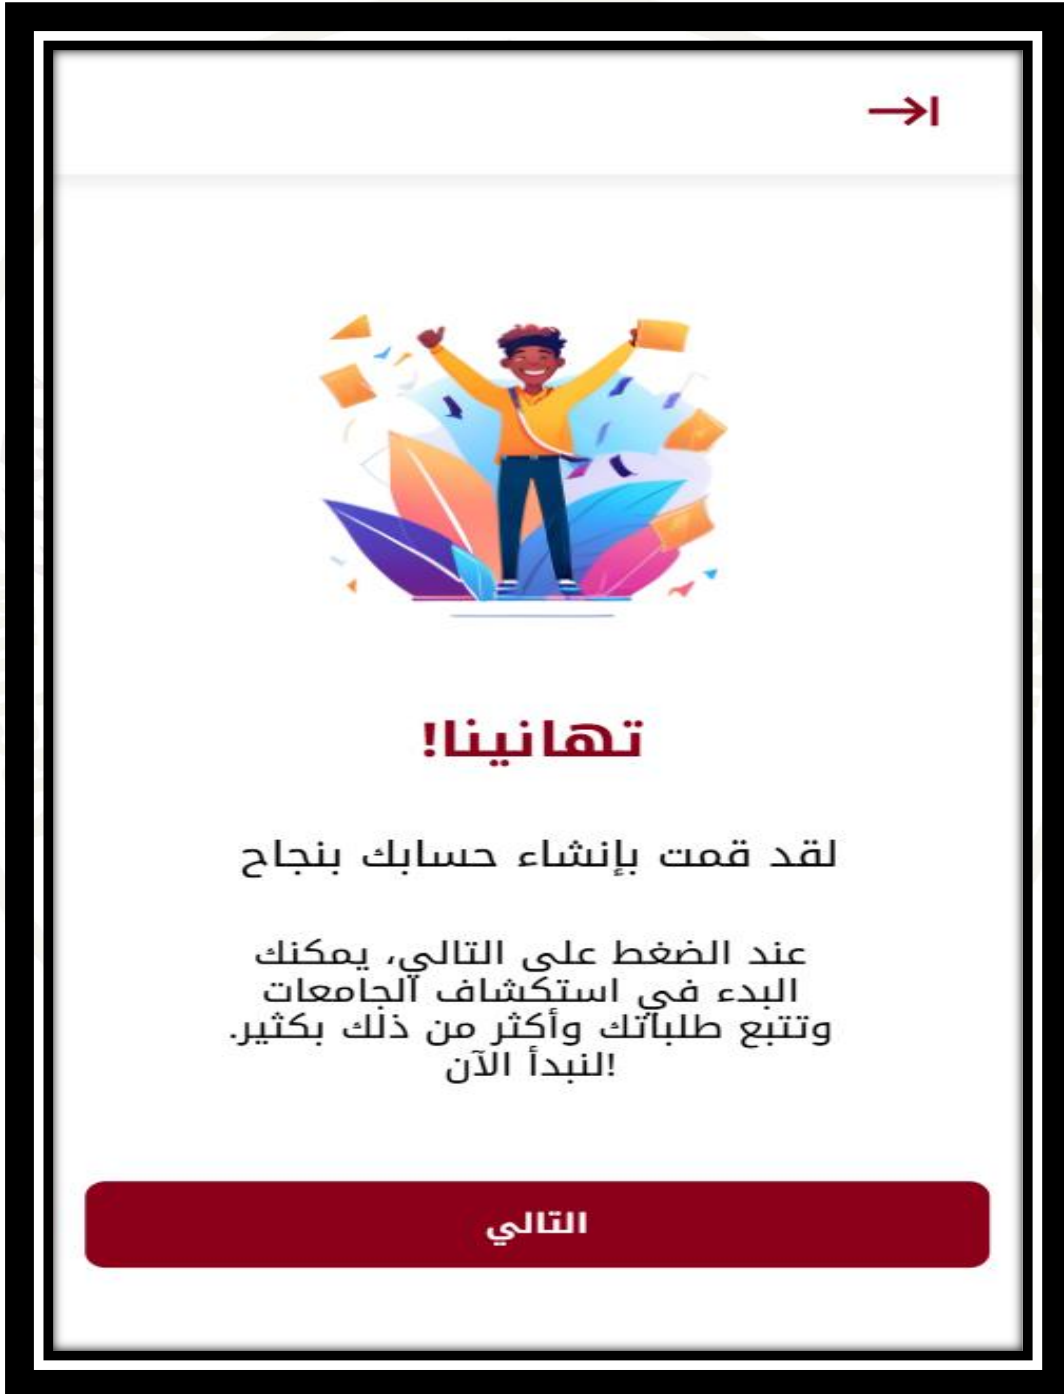 تهانينا!
لقد قمت بإنشاء حسابك بنجاح
عند الضغط على التالي، يمكنك
البدء في استكشاف الجامعات
وتتبع طلباتك وأكثر من ذلك بكثير.
!لنبدأ الآن
التالي